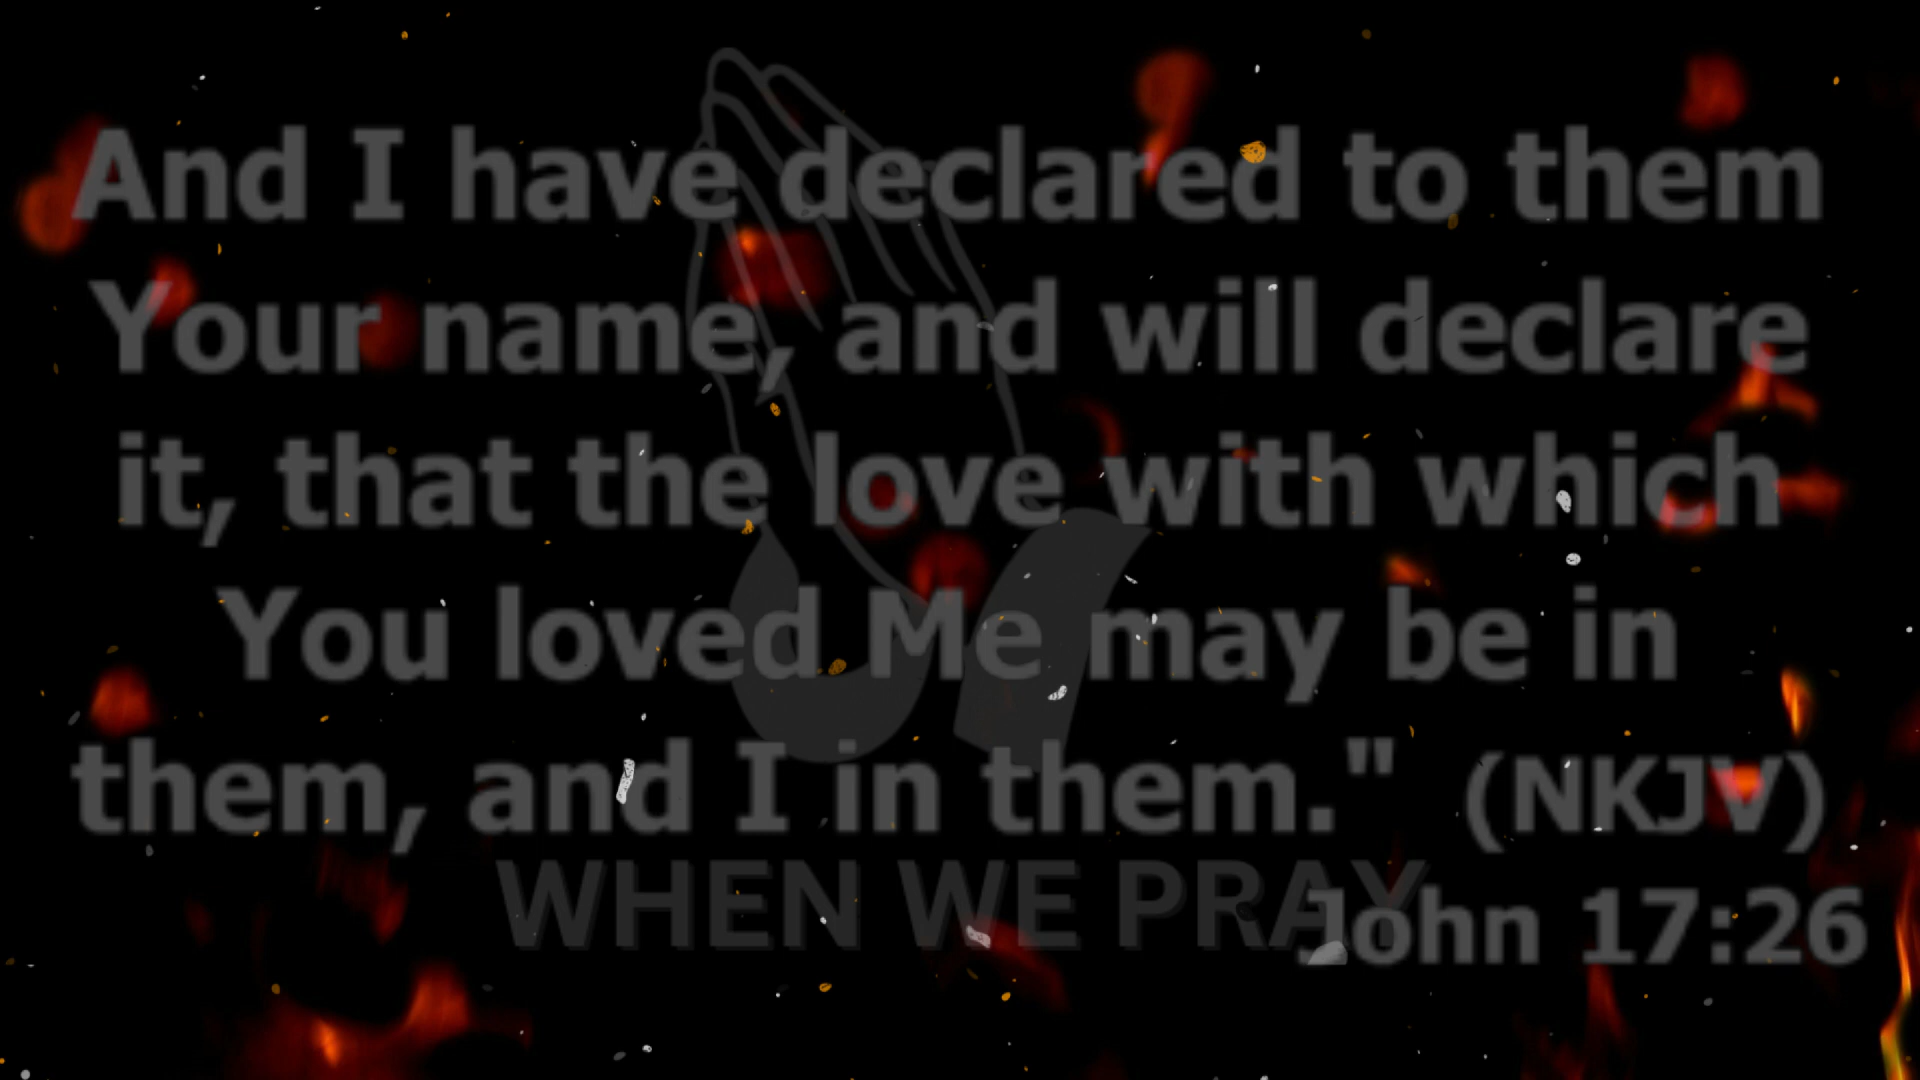 And I have declared to them
Your name, and will declare
it, that the love with which
You loved Me may be in
them, and I in them." (NKJV)
WHEN WE PRAY
John 17:26